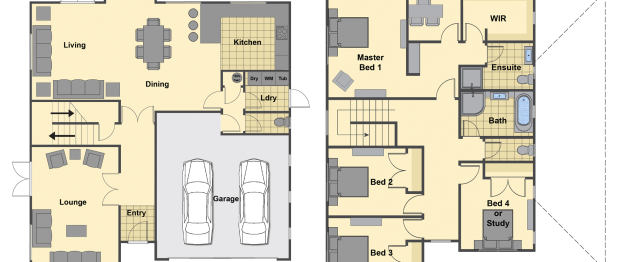 Living
Kitchen
Dining
Dry WM Tub
Ldry
Lounge
Entry
Garage
WIR
Master
Bed 1
Ensuite
Bath
Bed 2
Bed 4
or
Study
Bed 3